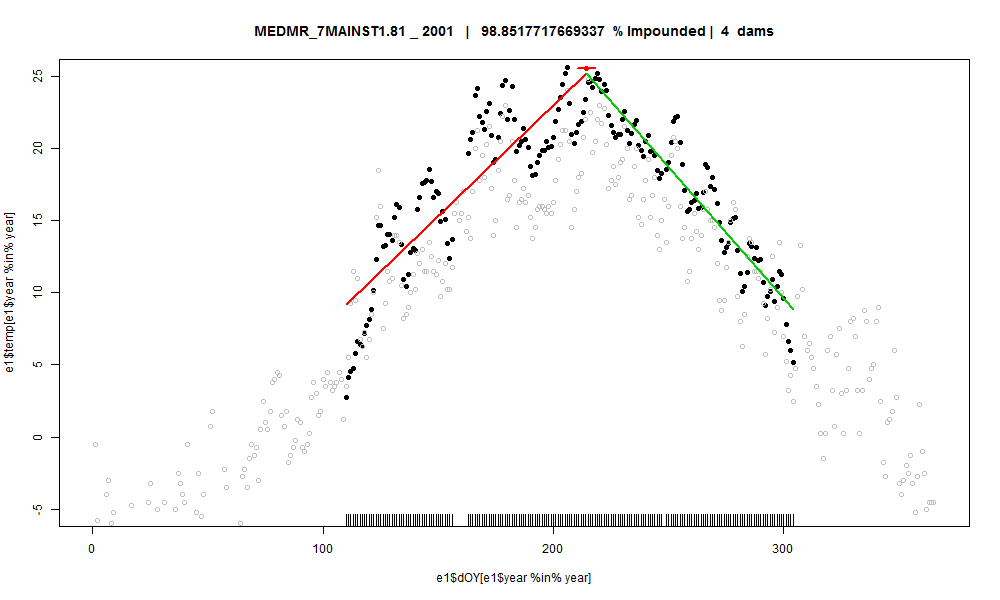 MEDMR_7MAINST1.81 _ 2001 | 98.8517717669337 % Impounded | 4 dams
25
20
15
10
5
0
-5
e1$temp[e1$year %in% year]
0 100 200 300
e1$dOY[e1$year %in% year]